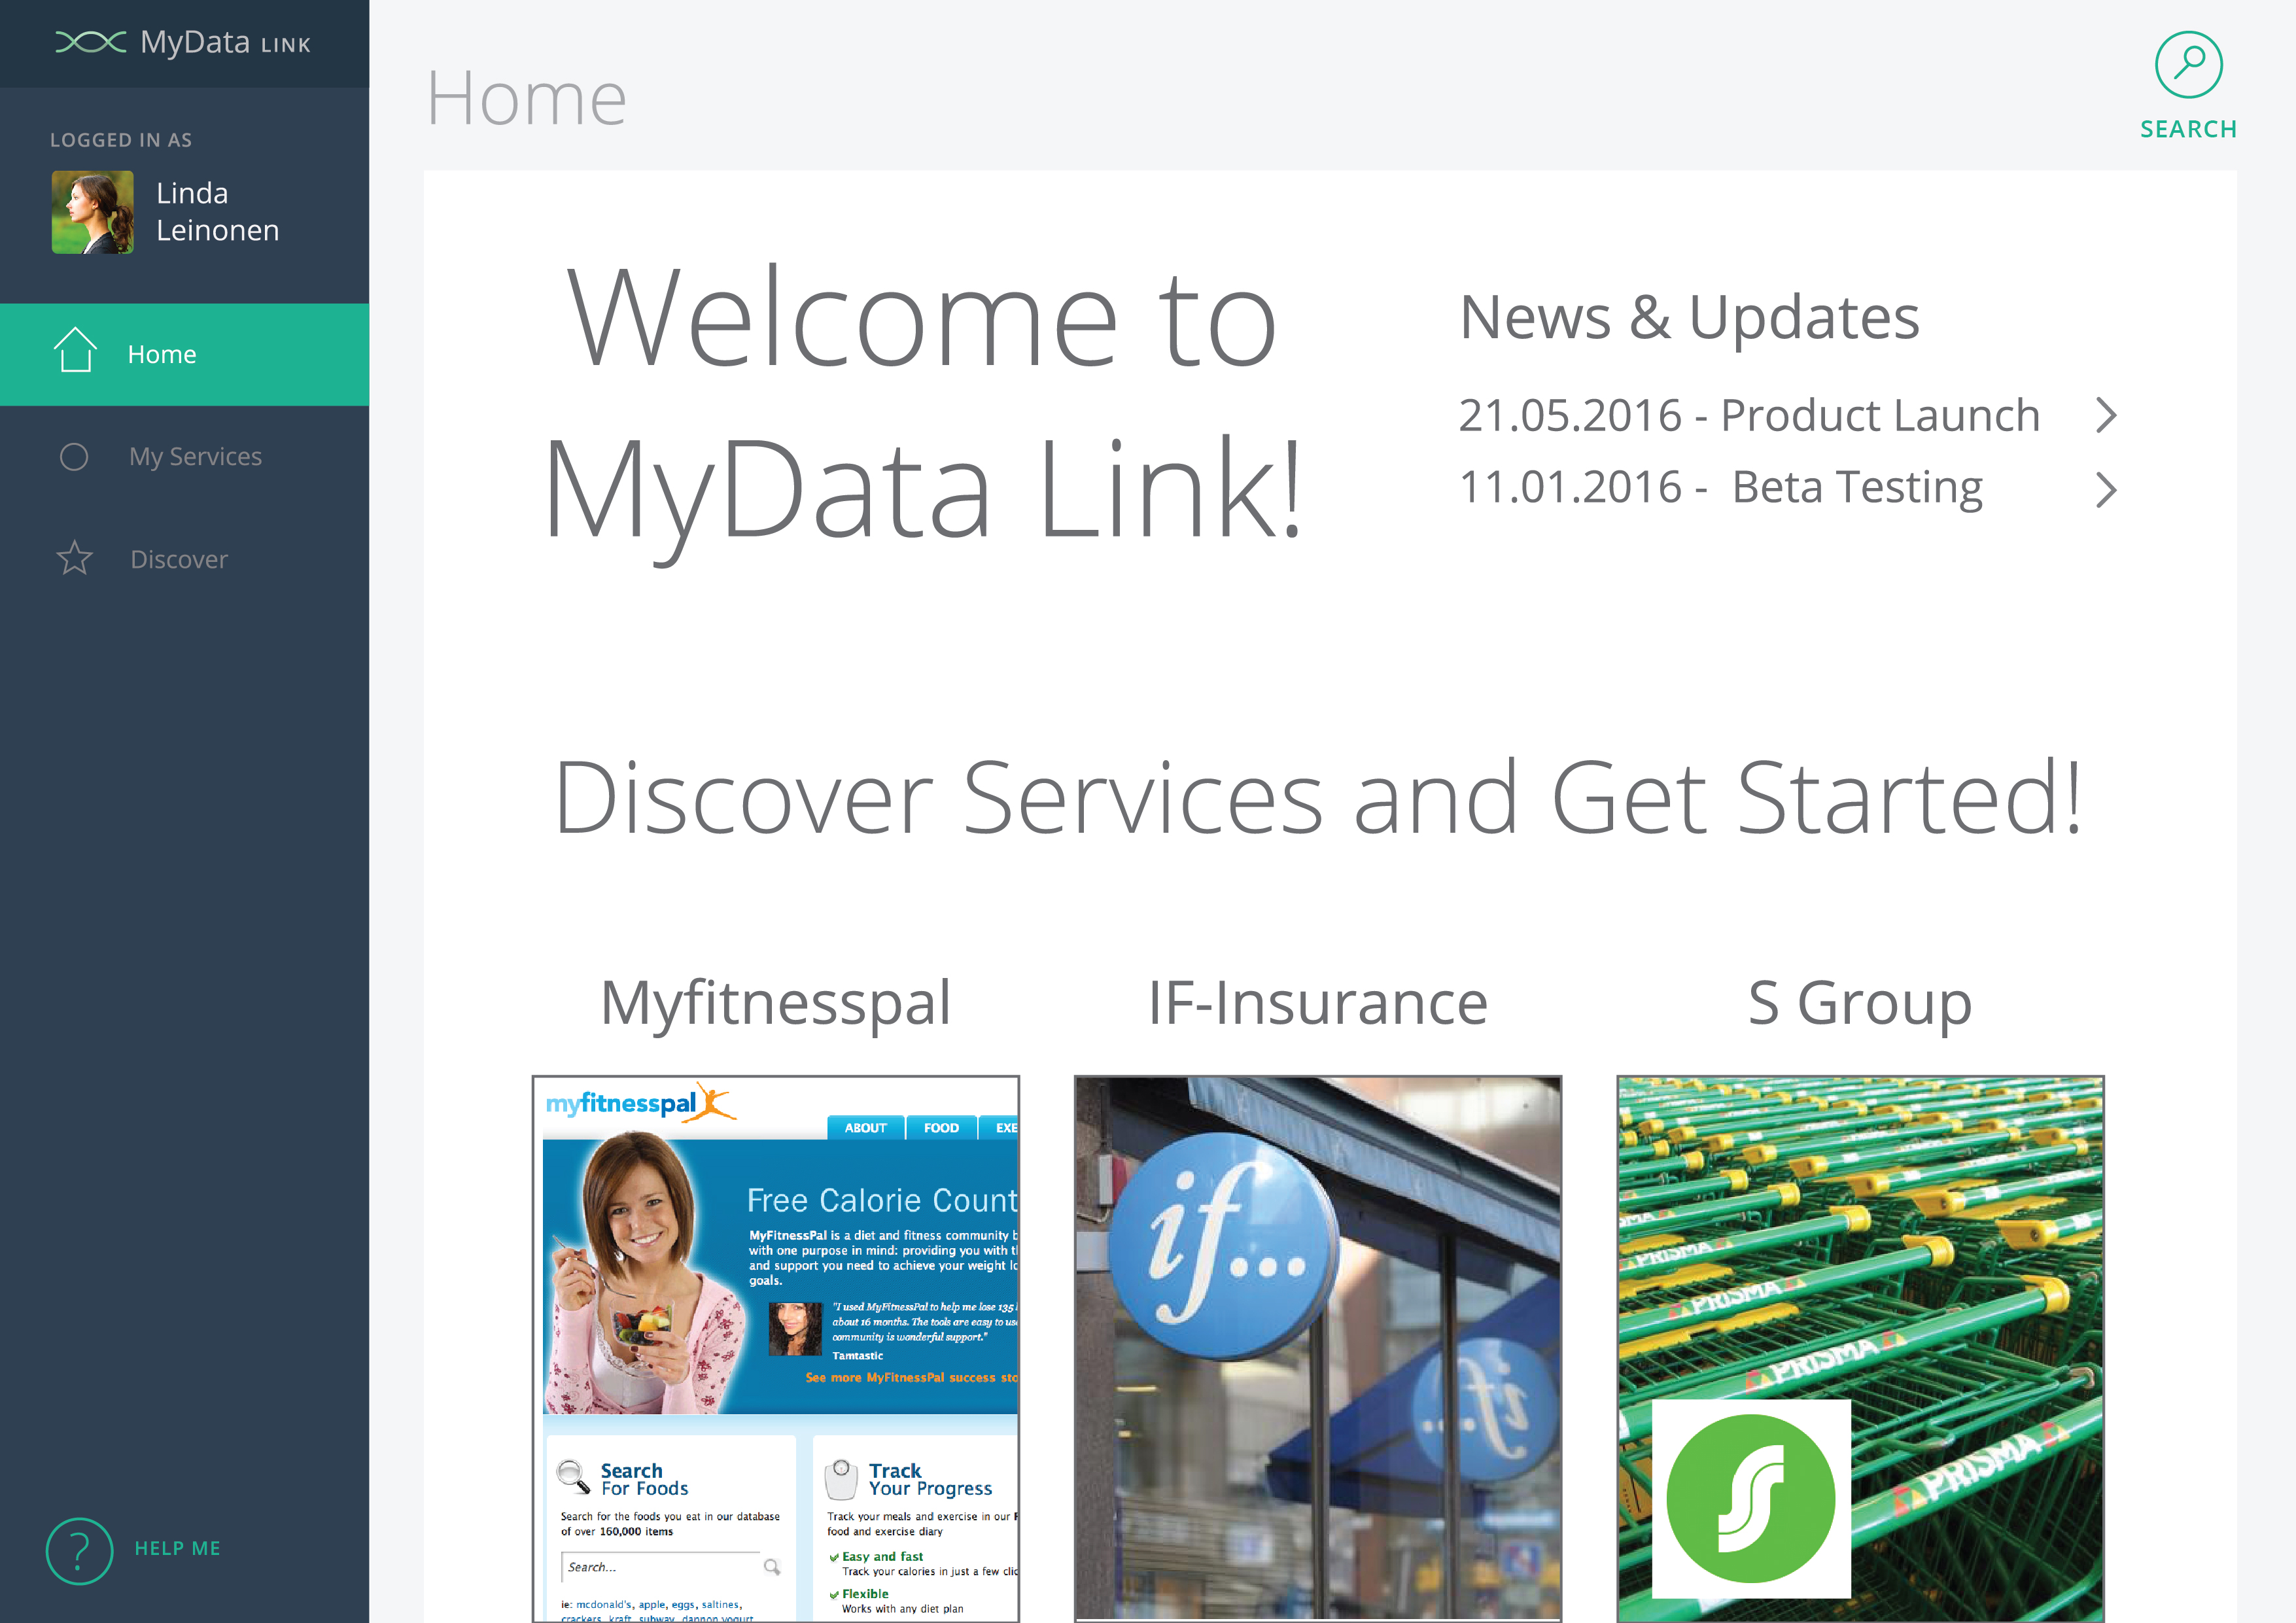 MyData LINK
LOGGED IN AS
Linda
Leinonen
Home
My Services
Discover
HELP ME
Home
SEARCH
Welcome to
MyData Link!
News & Updates
21.05.2016 - Product Launch
11.01.2016 - Beta Testing
Discover Services and Get Started!
Myfitnesspal
myfitnesspal
ABOUT FOOD EXE
Free Calorie Count
MyFitnessPal is a diet and fitness community b
with one purpose in mind: providing you with t
and support you need to achieve your weight lo
goals.
"I used MyFitnessPal to help me lose 135
about 16 months. The tools are easy to us
community is wonderful support."
Tamtastic
See more MyFitnessPal success sto
Search
For Foods
Search for the foods you eat in our database
of over 160,000 items
Search...
ie: mcdonald's, apple, eggs, saltines,
crackers, kraft, subway, dannon yogurt
Track
Your Progress
Track your meals and exercise in our F
food and exercise diary
Easy and fast
Track your calories in just a few clic
Flexible
Works with any diet plan
IF-Insurance
if...
if...
S Group
PRISMA
PRISMA
PRISMA
PRISMA